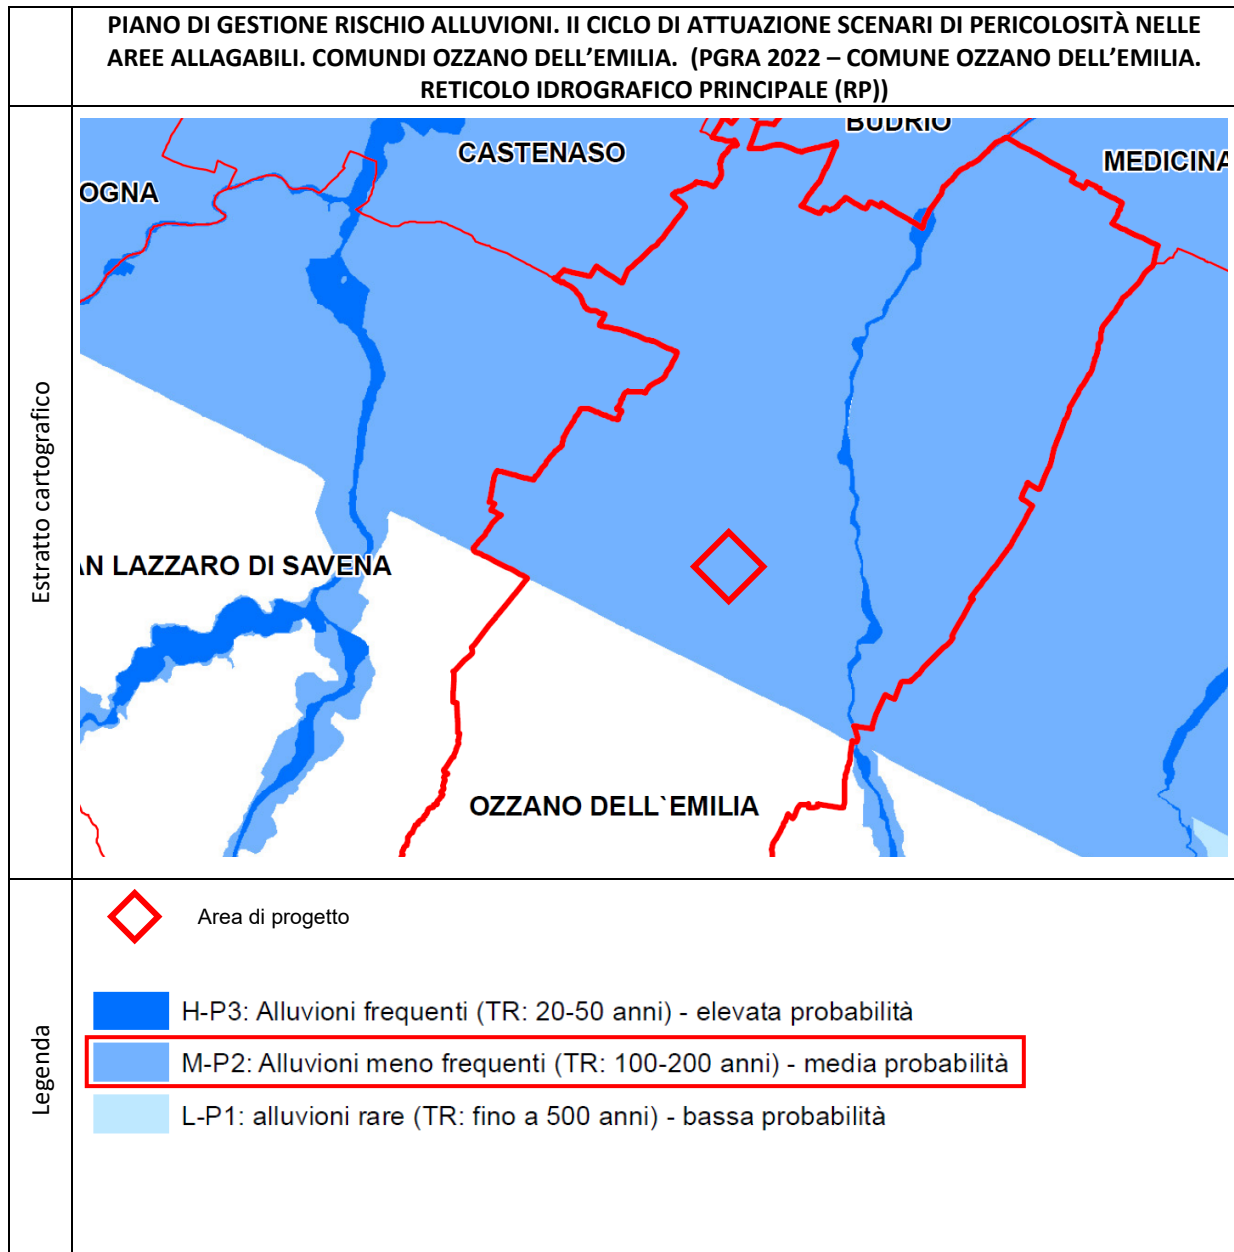 PIANO DI GESTIONE RISCHIO ALLUVIONI. II CICLO DI ATTUAZIONE SCENARI DI PERICOLOSITÀ NELLE
AREE ALLAGABILI. COMUNDI OZZANO DELL’EMILIA. (PGRA 2022 – COMUNE OZZANO DELL’EMILIA.
RETICOLO IDROGRAFICO PRINCIPALE (RP))
Estratto cartografico
BUDRIO
CASTENASO
MEDICINA
OGNA
AN LAZZARO DI SAVENA
OZZANO DELL`EMILIA
Legenda
Area di progetto
H-P3: Alluvioni frequenti (TR: 20-50 anni) - elevata probabilità
M-P2: Alluvioni meno frequenti (TR: 100-200 anni) - media probabilità
L-P1: alluvioni rare (TR: fino a 500 anni) - bassa probabilità